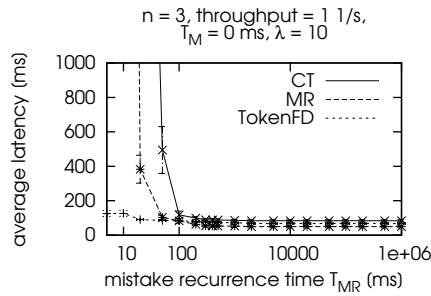 n = 3, throughput = 1 1/s,
T_M = 0 ms, λ = 10
average latency (ms)
1000
800
600
400
200
0
CT
MR
TokenFD
5 10 100 10000 1e+06
mistake recurrence time T_MR (ms)